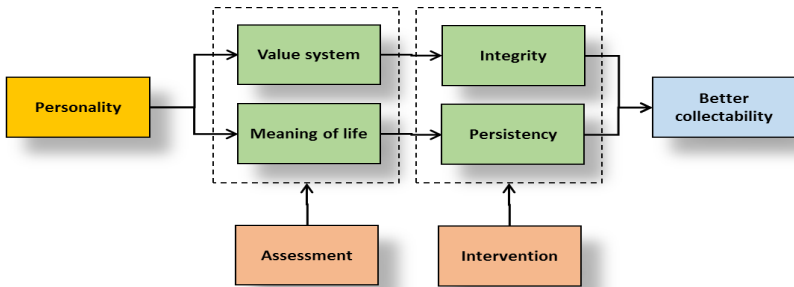 Value system
Integrity
Personality
Better
collectability
Meaning of life
Persistency
Assessment
Intervention